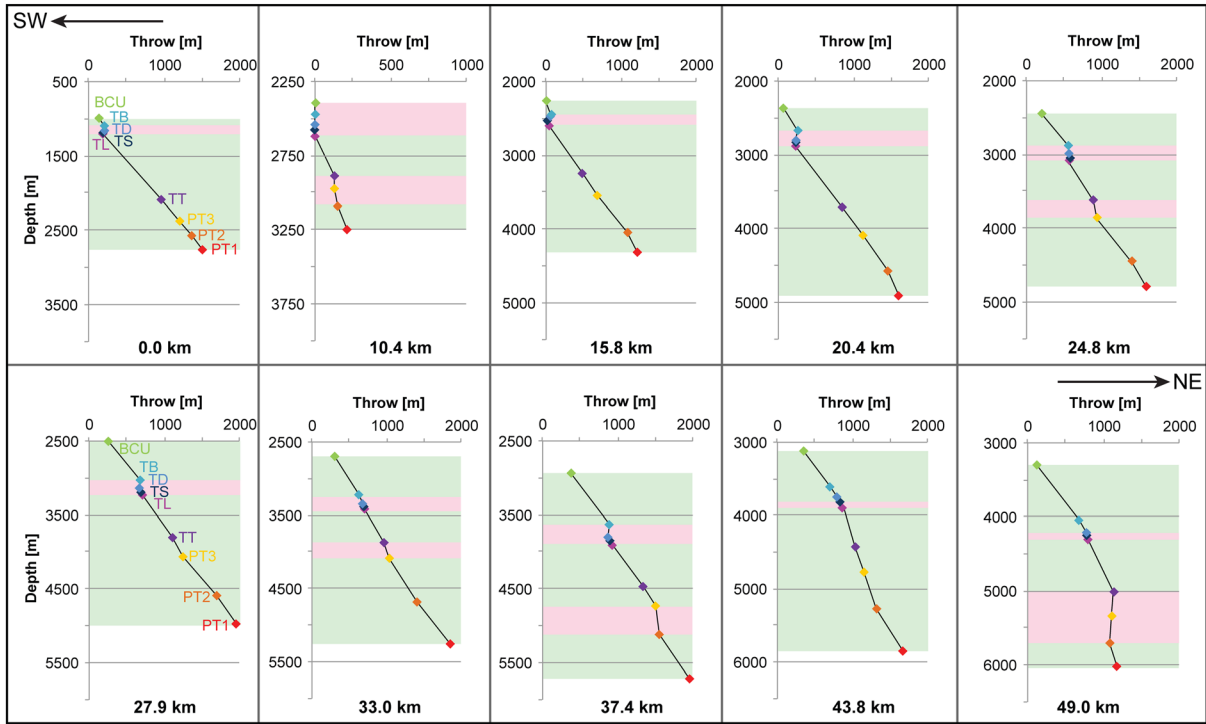 SW
Throw [m]
0 1000 2000
500
1500
2500
3500
Depth [m]
BCU
TB
TD
TS
TL
TT
PT3
PT2
PT1
0.0 km
Throw [m]
0 500 1000
2250
2750
3250
3750
10.4 km
Throw [m]
0 1000 2000
2000
3000
4000
5000
15.8 km
Throw [m]
0 1000 2000
2000
3000
4000
5000
20.4 km
Throw [m]
0 1000 2000
2000
3000
4000
5000
24.8 km
Throw [m]
0 1000 2000
2500
3500
4500
5500
Depth [m]
BCU
TB
TD
TS
TL
TT
PT3
PT2
PT1
27.9 km
Throw [m]
0 1000 2000
2500
3500
4500
5500
33.0 km
Throw [m]
0 1000 2000
2500
3500
4500
5500
37.4 km
Throw [m]
0 1000 2000
3000
4000
5000
6000
43.8 km
NE
Throw [m]
0 1000 2000
3000
4000
5000
6000
49.0 km